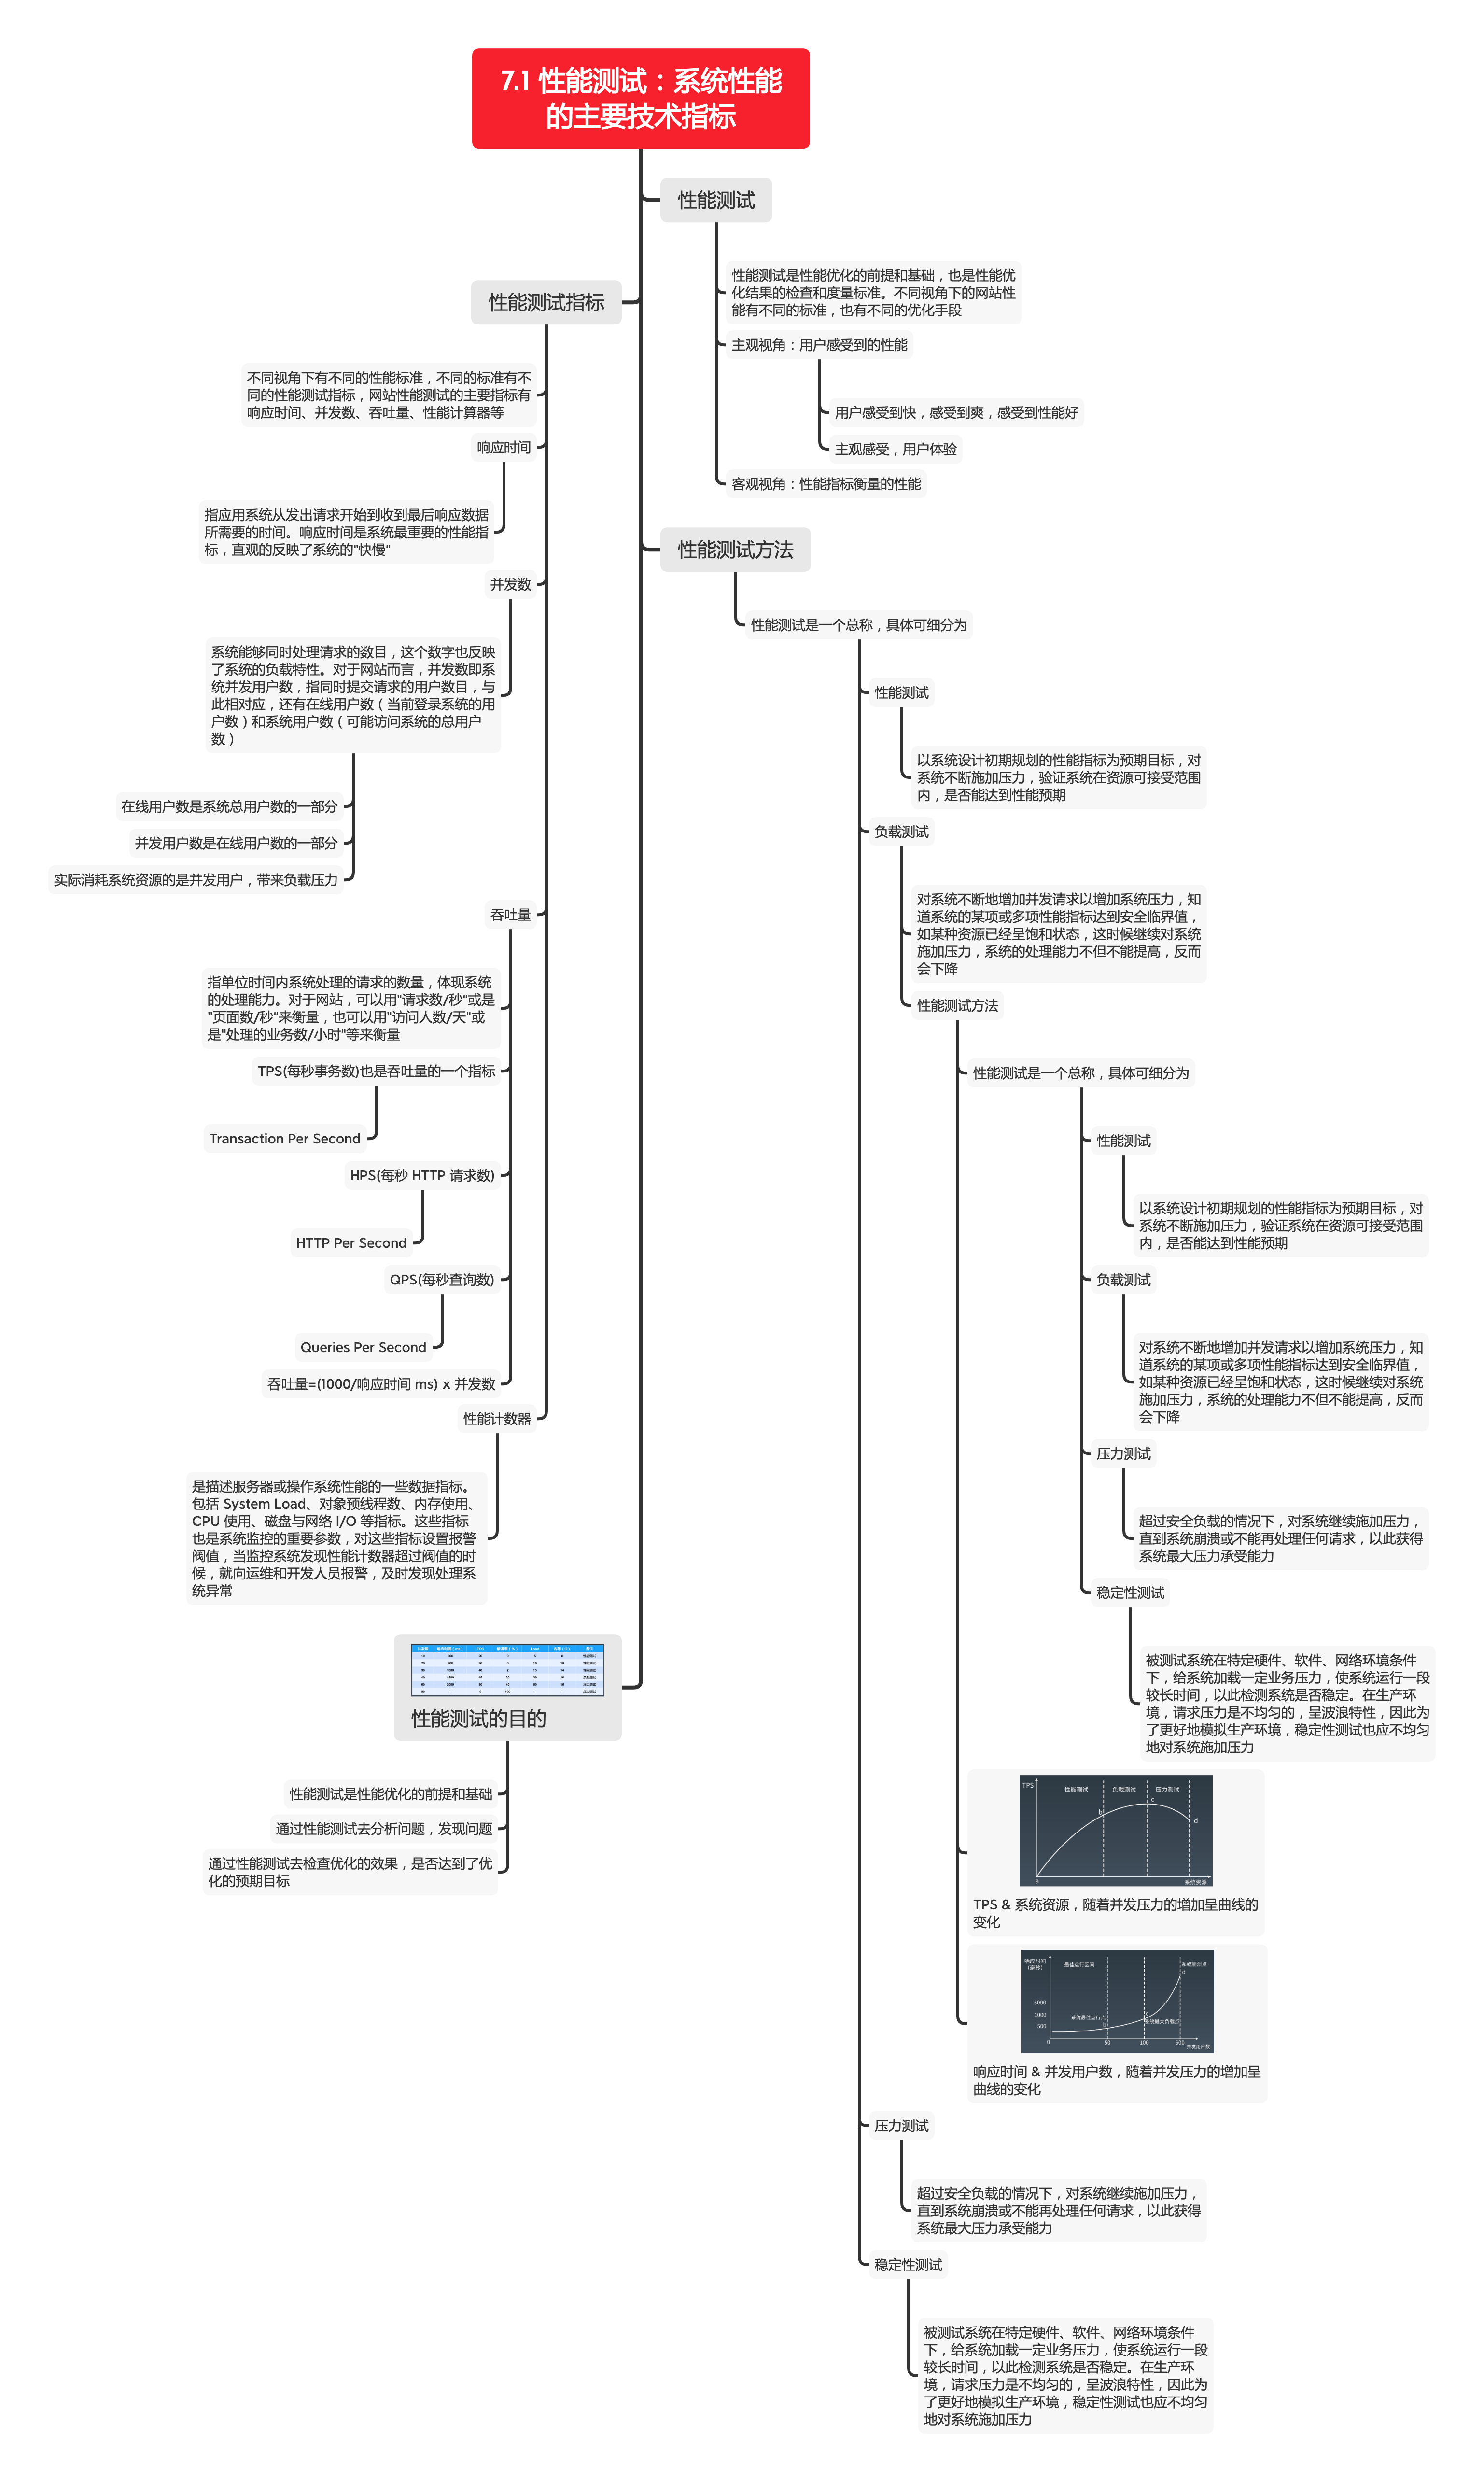 7.1 性能测试：系统性能
的主要技术指标
性能测试
性能测试是性能优化的前提和基础，也是性能优
化结果的检查和度量标准。不同视角下的网站性
能有不同的标准，也有不同的优化手段
主观视角：用户感受到的性能
用户感受到快，感受到爽，感受到性能好
主观感受，用户体验
客观视角：性能指标衡量的性能
性能测试方法
性能测试是一个总称，具体可细分为
性能测试
以系统设计初期规划的性能指标为预期目标，对
系统不断施加压力，验证系统在资源可接受范围
内，是否能达到性能预期
负载测试
对系统不断地增加并发请求以增加系统压力，知
道系统的某项或多项性能指标达到安全临界值，
如某种资源已经呈饱和状态，这时候继续对系统
施加压力，系统的处理能力不但不能提高，反而
会下降
性能测试方法
性能测试是一个总称，具体可细分为
性能测试
以系统设计初期规划的性能指标为预期目标，对
系统不断施加压力，验证系统在资源可接受范围
内，是否能达到性能预期
负载测试
对系统不断地增加并发请求以增加系统压力，知
道系统的某项或多项性能指标达到安全临界值，
如某种资源已经呈饱和状态，这时候继续对系统
施加压力，系统的处理能力不但不能提高，反而
会下降
压力测试
超过安全负载的情况下，对系统继续施加压力，
直到系统崩溃或不能再处理任何请求，以此获得
系统最大压力承受能力
稳定性测试
被测试系统在特定硬件、软件、网络环境条件
下，给系统加载一定业务压力，使系统运行一段
较长时间，以此检测系统是否稳定。在生产环
境，请求压力是不均匀的，呈波浪特性，因此为
了更好地模拟生产环境，稳定性测试也应不均匀
地对系统施加压力
TPS
性能测试 负载测试 压力测试
b
c
d
a
系统资源
TPS & 系统资源，随着并发压力的增加呈曲线的
变化
响应时间
(毫秒)
最佳运行区间
系统崩溃点
d
5000
1000
500
系统最佳运行点
b
c
系统最大负载点
0 50 100 500
并发用户数
响应时间 & 并发用户数，随着并发压力的增加呈
曲线的变化
压力测试
超过安全负载的情况下，对系统继续施加压力，
直到系统崩溃或不能再处理任何请求，以此获得
系统最大压力承受能力
稳定性测试
被测试系统在特定硬件、软件、网络环境条件
下，给系统加载一定业务压力，使系统运行一段
较长时间，以此检测系统是否稳定。在生产环
境，请求压力是不均匀的，呈波浪特性，因此为
了更好地模拟生产环境，稳定性测试也应不均匀
地对系统施加压力
性能测试指标
不同视角下有不同的性能标准，不同的标准有不
同的性能测试指标，网站性能测试的主要指标有
响应时间、并发数、吞吐量、性能计算器等
响应时间
指应用系统从发出请求开始到收到最后响应数据
所需要的时间。响应时间是系统最重要的性能指
标，直观的反映了系统的"快慢"
并发数
系统能够同时处理请求的数目，这个数字也反映
了系统的负载特性。对于网站而言，并发数即系
统并发用户数，指同时提交请求的用户数目，与
此相对应，还有在线用户数（当前登录系统的用
户数）和系统用户数（可能访问系统的总用户
数）
在线用户数是系统总用户数的一部分
并发用户数是在线用户数的一部分
实际消耗系统资源的是并发用户，带来负载压力
吞吐量
指单位时间内系统处理的请求的数量，体现系统
的处理能力。对于网站，可以用"请求数/秒"或是
"页面数/秒"来衡量，也可以用"访问人数/天"或
是"处理的业务数/小时"等来衡量
TPS(每秒事务数)也是吞吐量的一个指标
Transaction Per Second
HPS(每秒 HTTP 请求数)
HTTP Per Second
QPS(每秒查询数)
Queries Per Second
吞吐量=(1000/响应时间 ms) x 并发数
性能计数器
是描述服务器或操作系统性能的一些数据指标。
包括 System Load、对象预线程数、内存使用、
CPU 使用、磁盘与网络 I/O 等指标。这些指标
也是系统监控的重要参数，对这些指标设置报警
阀值，当监控系统发现性能计数器超过阀值的时
候，就向运维和开发人员报警，及时发现处理系
统异常
性能测试的目的
性能测试是性能优化的前提和基础
通过性能测试去分析问题，发现问题
通过性能测试去检查优化的效果，是否达到了优
化的预期目标